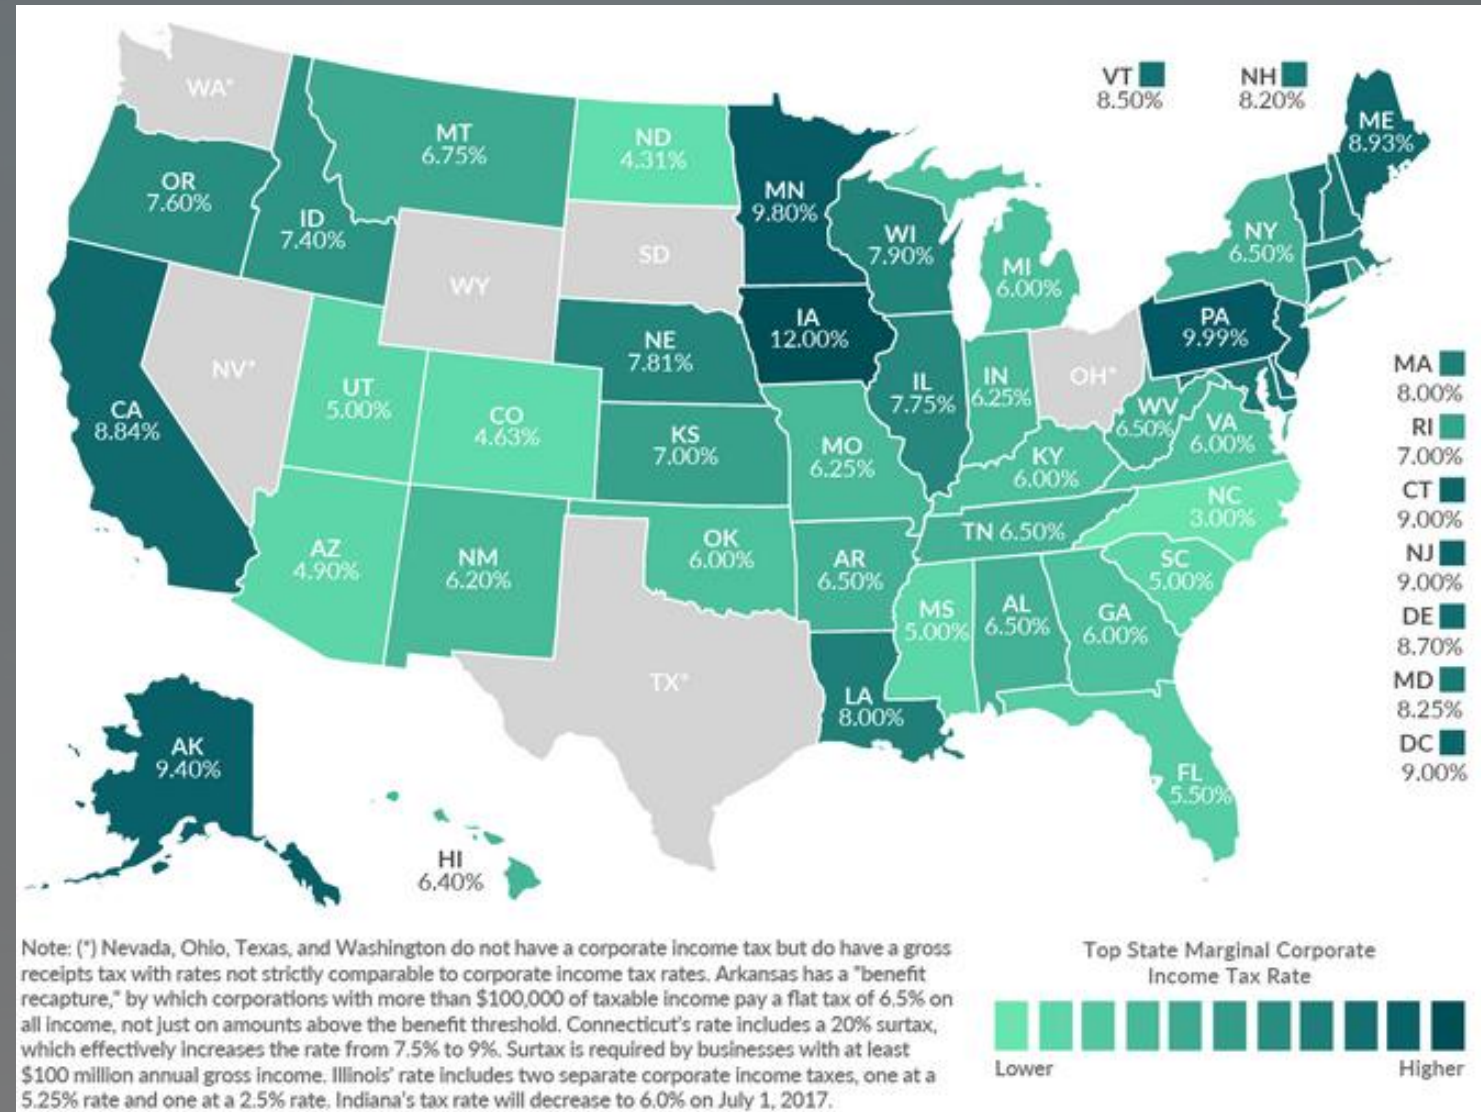 WA*
VT
8.50%
NH
8.20%
ME
8.93%
MT
6.75%
ND
4.31%
OR
7.60%
ID
7.40%
MN
9.80%
WI
7.90%
NY
6.50%
SD
WY
MI
6.00%
IA
12.00%
PA
9.99%
NE
7.81%
NV*
UT
5.00%
CO
4.63%
IL
7.75%
IN
6.25%
OH*
MA
8.00%
CA
8.84%
KS
7.00%
MO
6.25%
WV
6.50%
VA
6.00%
RI
7.00%
KY
6.00%
CT
9.00%
NC
3.00%
TN 6.50%
AZ
4.90%
NM
6.20%
OK
6.00%
AR
6.50%
SC
5.00%
NJ
9.00%
MS
5.00%
AL
6.50%
GA
6.00%
DE
8.70%
TX*
LA
8.00%
MD
8.25%
AK
9.40%
FL
5.50%
DC
9.00%
HI
6.40%
Note: (*) Nevada, Ohio, Texas, and Washington do not have a corporate income tax but do have a gross
receipts tax with rates not strictly comparable to corporate income tax rates. Arkansas has a "benefit
recapture," by which corporations with more than $100,000 of taxable income pay a flat tax of 6.5% on
all income, not just on amounts above the benefit threshold. Connecticut's rate includes a 20% surtax,
which effectively increases the rate from 7.5% to 9%. Surtax is required by businesses with at least
$100 million annual gross income. Illinois' rate includes two separate corporate income taxes, one at a
5.25% rate and one at a 2.5% rate. Indiana's tax rate will decrease to 6.0% on July 1, 2017.
Top State Marginal Corporate
Income Tax Rate
Lower
Higher